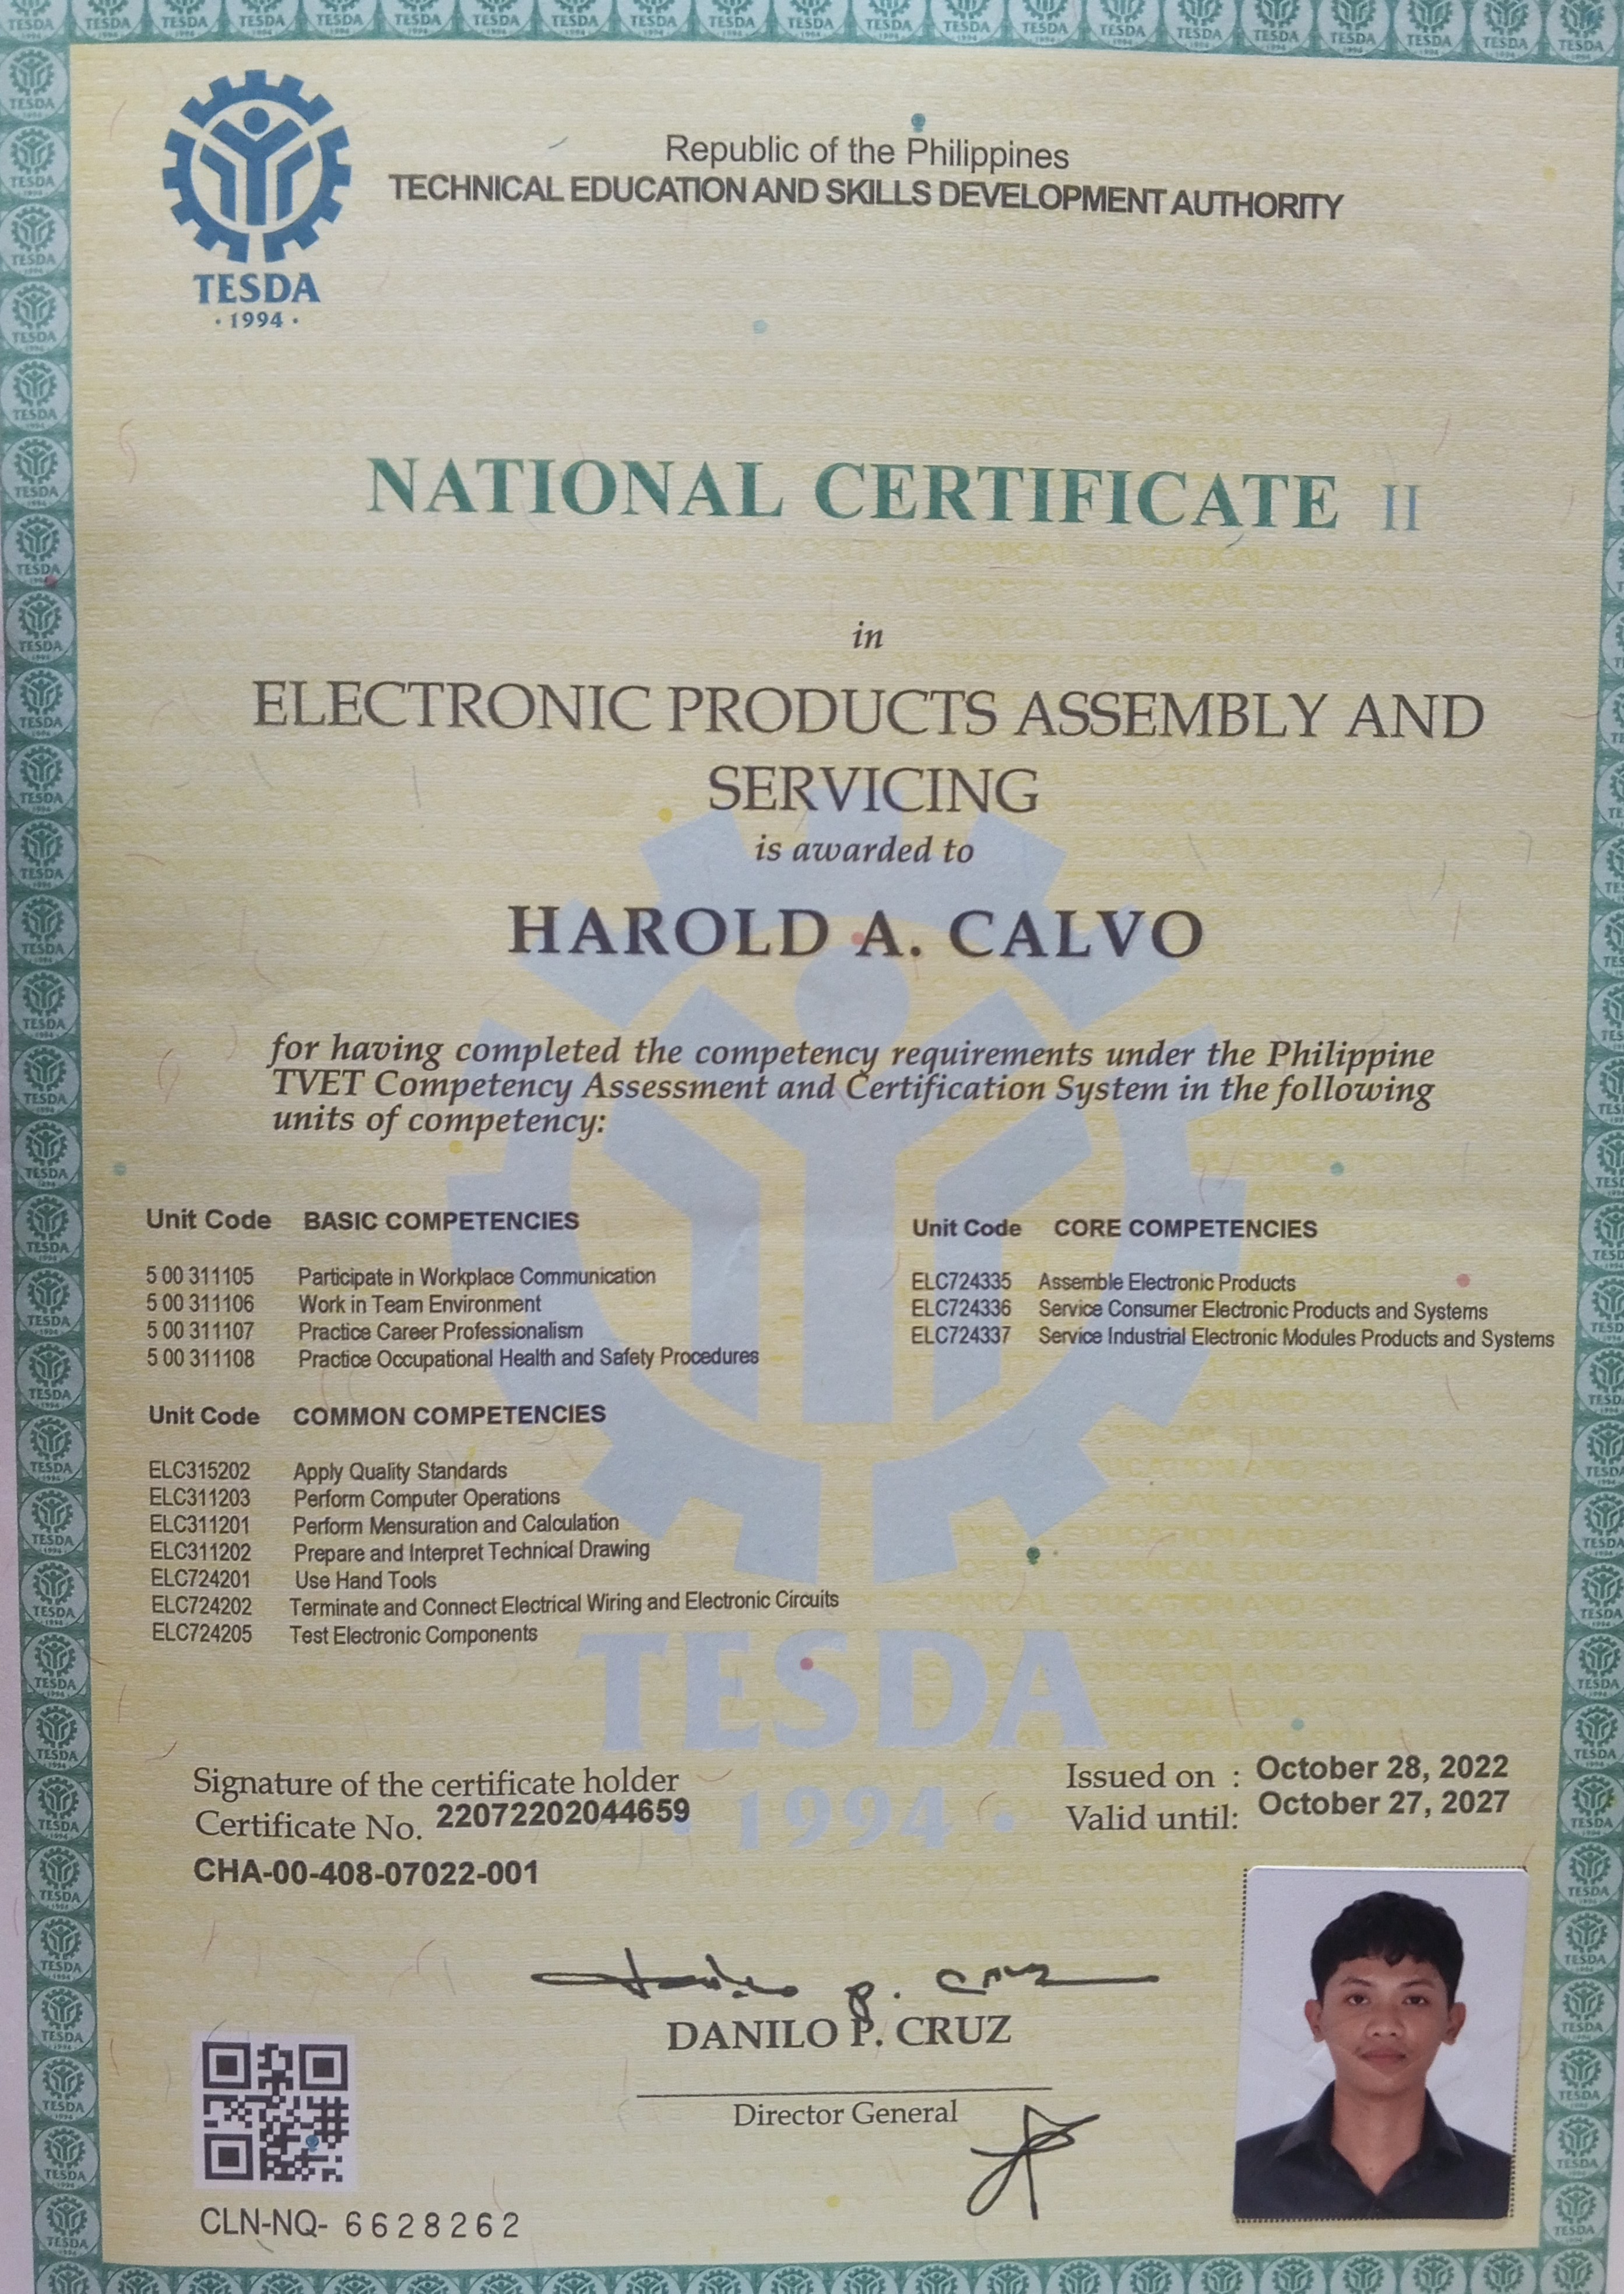 TESDA
· 1994 ·
Republic of the Philippines
TECHNICAL EDUCATION AND SKILLS DEVELOPMENT AUTHORITY
NATIONAL CERTIFICATE II
in
ELECTRONIC PRODUCTS ASSEMBLY AND
SERVICING
is awarded to
HAROLD A. CALVO
for having completed the competency requirements under the Philippine
TVET Competency Assessment and Certification System in the following
units of competency:
Unit Code BASIC COMPETENCIES
5 00 311105 Participate in Workplace Communication
5 00 311106 Work in Team Environment
5 00 311107 Practice Career Professionalism
5 00 311108 Practice Occupational Health and Safety Procedures
Unit Code COMMON COMPETENCIES
ELC315202 Apply Quality Standards
ELC311203 Perform Computer Operations
ELC311201 Perform Mensuration and Calculation
ELC311202 Prepare and Interpret Technical Drawing
ELC724201 Use Hand Tools
ELC724202 Terminate and Connect Electrical Wiring and Electronic Circuits
ELC724205 Test Electronic Components
Unit Code CORE COMPETENCIES
ELC724335 Assemble Electronic Products
ELC724336 Service Consumer Electronic Products and Systems
ELC724337 Service Industrial Electronic Modules Products and Systems
TESDA
· 1994 ·
Signature of the certificate holder
Certificate No. 22072202044659
CHA-00-408-07022-001
Issued on : October 28, 2022
Valid until: October 27, 2027
Danilo P. Cruz
DANILO P. CRUZ
Director General
CLN-NQ- 6628262